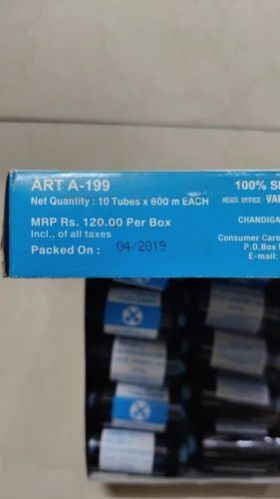 ART A-199
Net Quantity : 10 Tubes x 600 m EACH
MRP Rs. 120.00 Per Box
Incl., of all taxes
Packed On : 04/2019
100%
REGD. OFFICE :
Consumer Care
P.O.Box
E-mail: